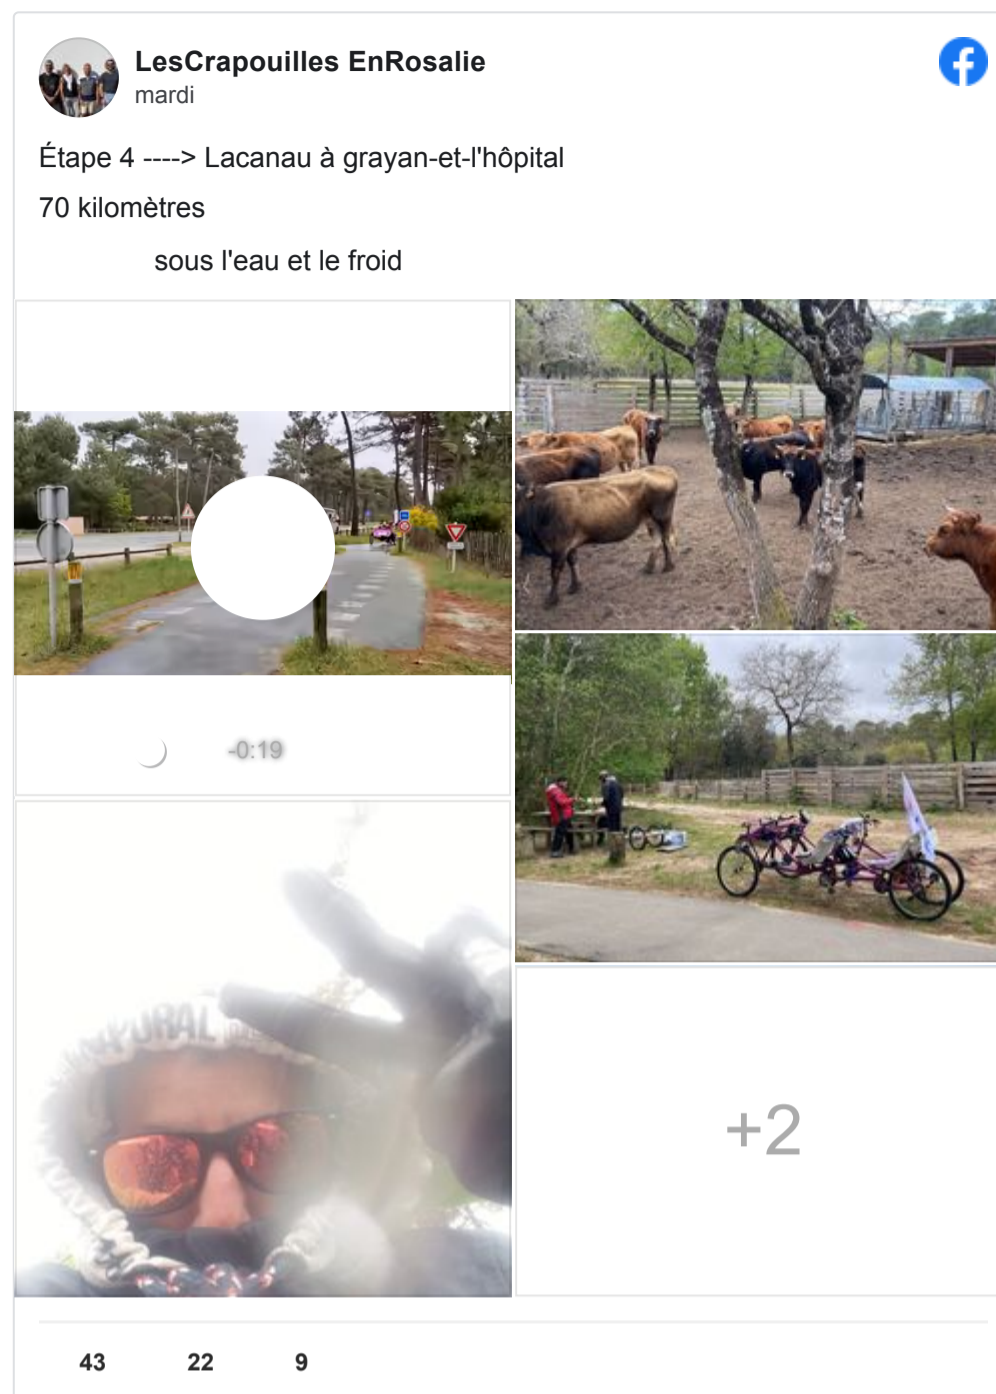 LesCrapouilles EnRosalie
mardi
Étape 4 ----> Lacanau à grayan-et-l'hôpital
70 kilomètres
sous l'eau et le froid
-0:19
+2
43 22 9